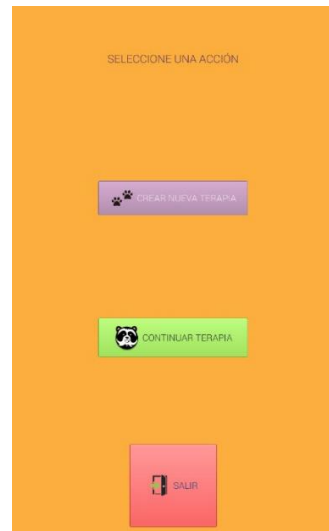 SELECCIONE UNA ACCIÓN
CREAR NUEVA TERAPIA
CONTINUAR TERAPIA
SALIR